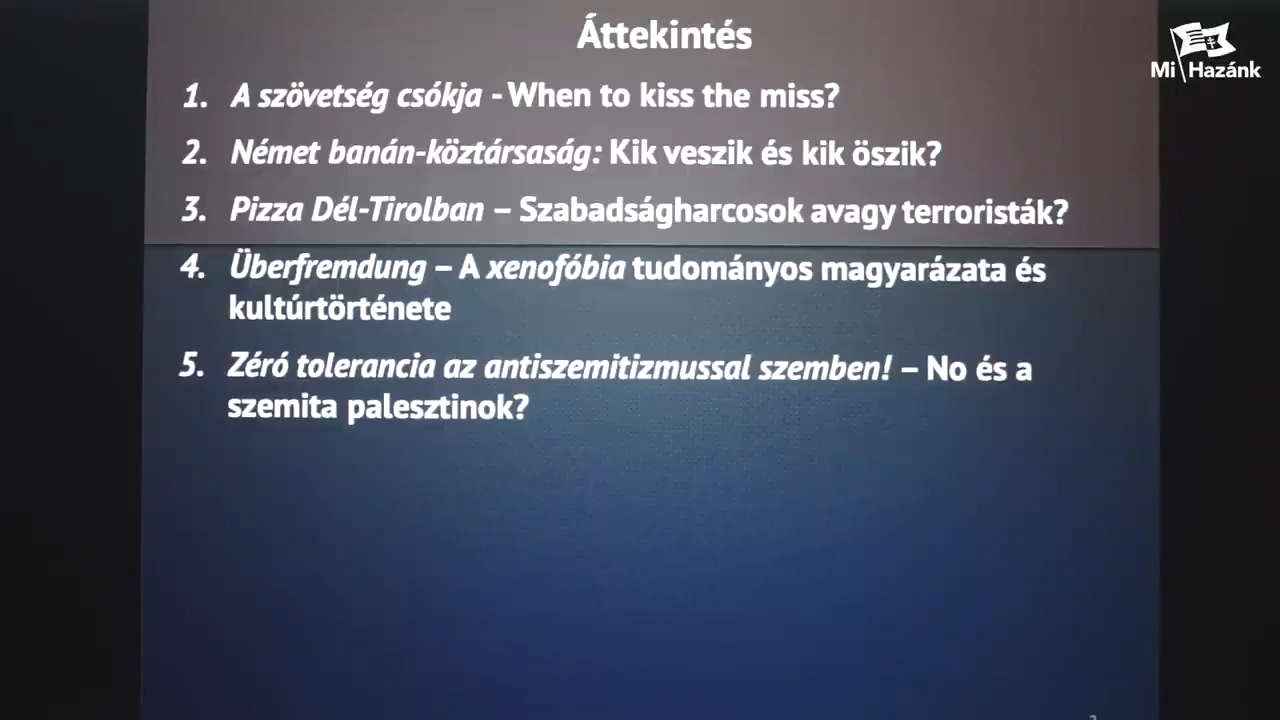 Áttekintés
Mi Hazánk
1. A szövetség csókja - When to kiss the miss?
2. Német banán-köztársaság: Kik veszik és kik öszik?
3. Pizza Dél-Tirolban – Szabadságharcosok avagy terroristák?
4. Überfremdung – A xenofóbia tudományos magyarázata és
kultúrtörténete
5. Zéró tolerancia az antiszemitizmussal szemben! – No és a
szemita palesztinok?